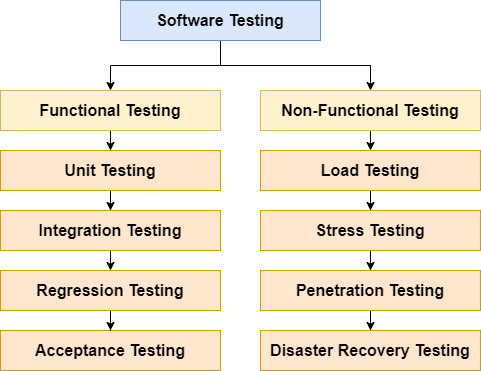 Software Testing
Functional Testing
Non-Functional Testing
Unit Testing
Load Testing
Integration Testing
Stress Testing
Regression Testing
Penetration Testing
Acceptance Testing
Disaster Recovery Testing